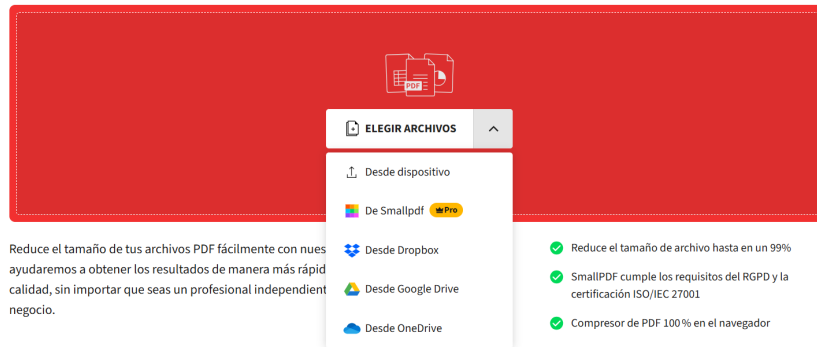 PDF
ELEGIR ARCHIVOS
Desde dispositivo
De Smallpdf Pro
Desde Dropbox
Desde Google Drive
Desde OneDrive
Reduce el tamaño de tus archivos PDF fácilmente con
ayudaremos a obtener los resultados de manera más
calidad, sin importar que seas un profesional
negocio.
Reduce el tamaño de archivo hasta en un 99%
SmallPDF cumple los requisitos del RGPD y la
certificación ISO/IEC 27001
Compresor de PDF 100 % en el navegador